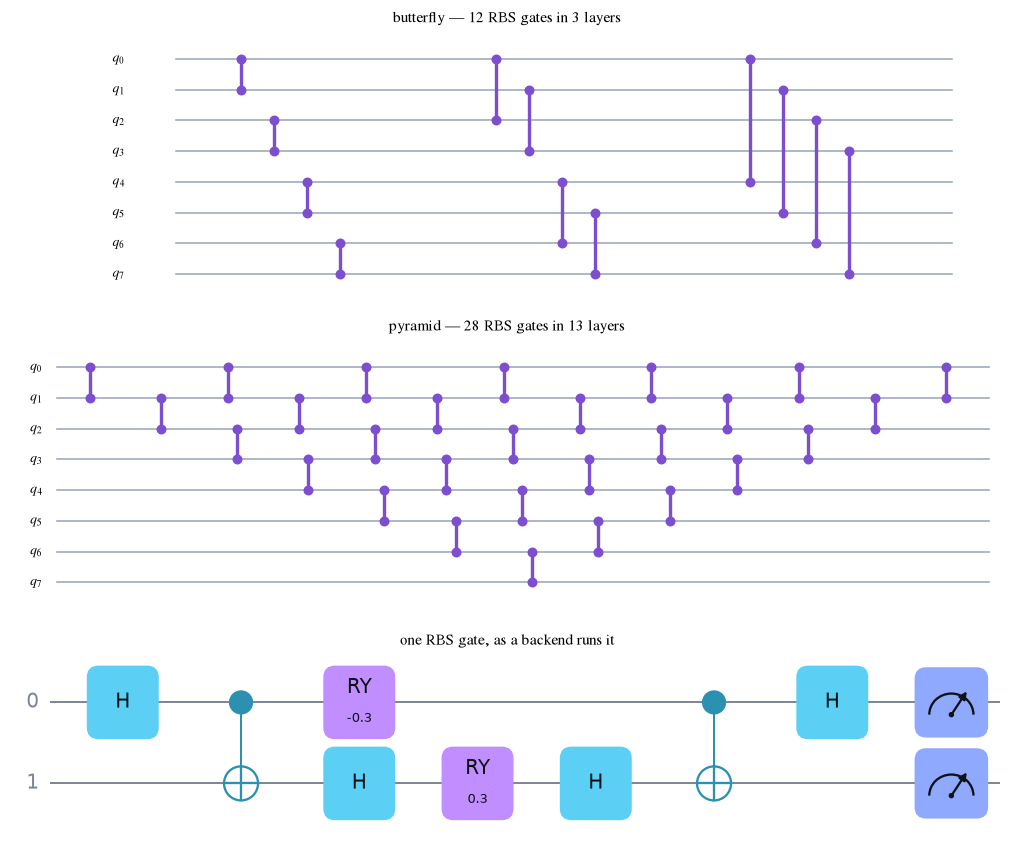 butterfly — 12 RBS gates in 3 layers
q0
q1
q2
q3
q4
q5
q6
q7
pyramid — 28 RBS gates in 13 layers
q0
q1
q2
q3
q4
q5
q6
q7
one RBS gate, as a backend runs it
0 H RY H
-0.3
1 H RY H
0.3